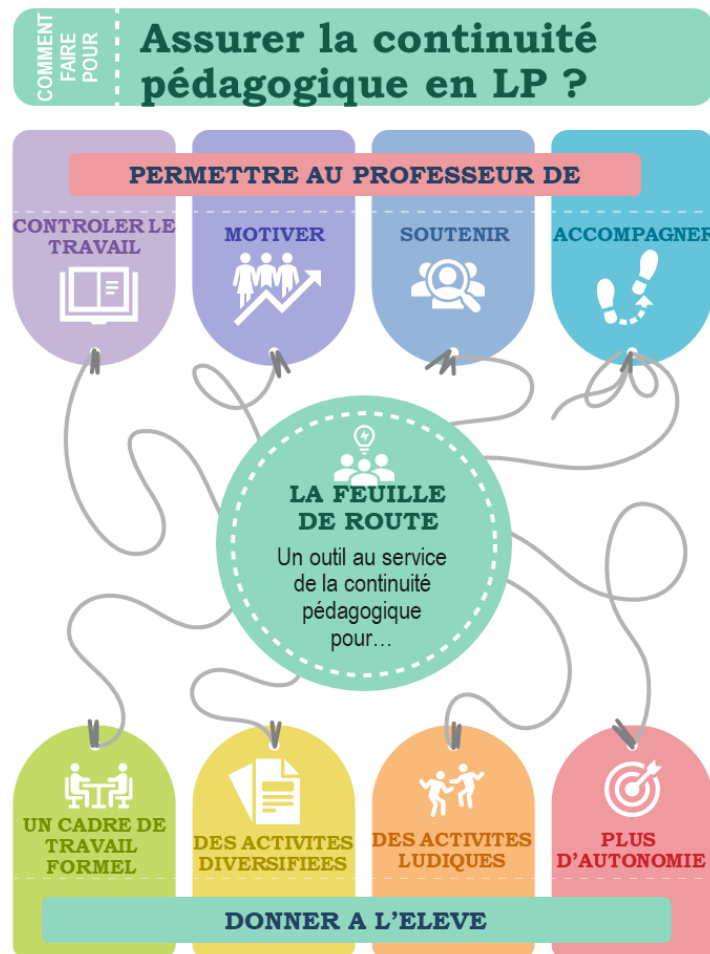 COMMENT
FAIRE
POUR
Assurer la continuité
pédagogique en LP ?
PERMETTRE AU PROFESSEUR DE
CONTROLER LE
TRAVAIL
MOTIVER
SOUTENIR
ACCOMPAGNER
LA FEUILLE
DE ROUTE
Un outil au service
de la continuité
pédagogique
pour...
UN CADRE DE
TRAVAIL
FORMEL
DES ACTIVITES
DIVERSIFIEES
DES ACTIVITES
LUDIQUES
PLUS
D'AUTONOMIE
DONNER A L'ELEVE